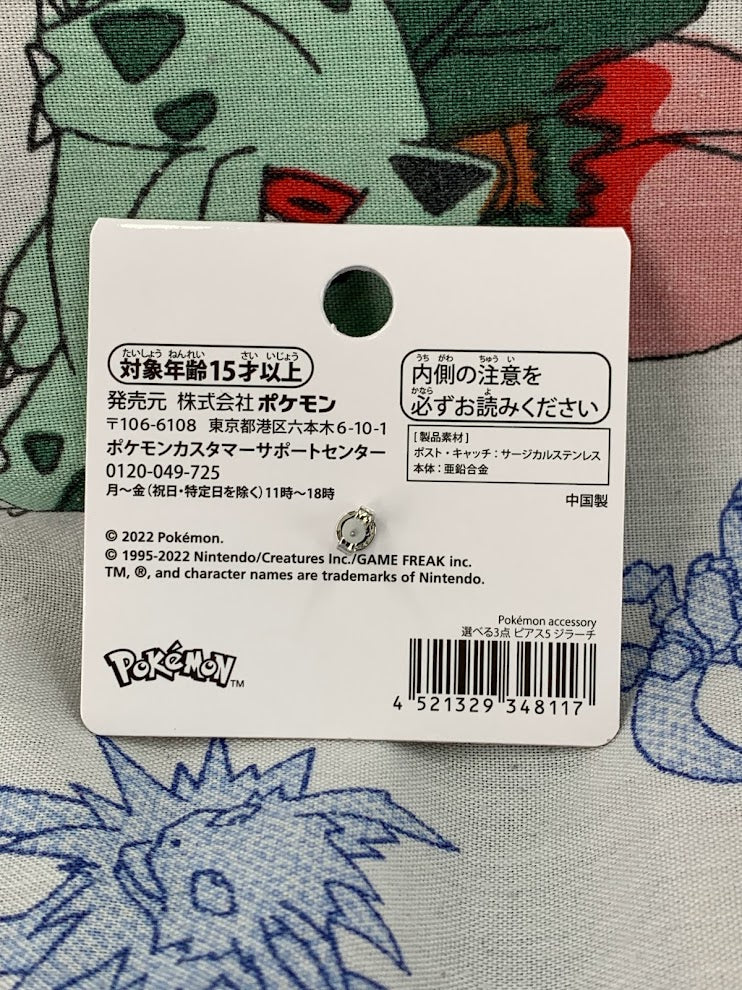 たいしょう ねんれい さい いじょう
対象年齢15才以上
発売元 株式会社ポケモン
〒106-6108 東京都港区六本木6-10-1
ポケモンカスタマーサポートセンター
0120-049-725
月～金(祝日・特定日を除く)11時～18時
うち がわ ちゅう い
内側の注意を
かなら よ
必ずお読みください
[製品素材]
ポスト・キャッチ：サージカルステンレス
本体：亜鉛合金
中国製
© 2022 Pokémon.
© 1995-2022 Nintendo/Creatures Inc./GAME FREAK inc.
TM, ®, and character names are trademarks of Nintendo.
POKéMON TM
Pokémon accessory
選べる3点 ピアス5 ジラーチ
4 521329 348117